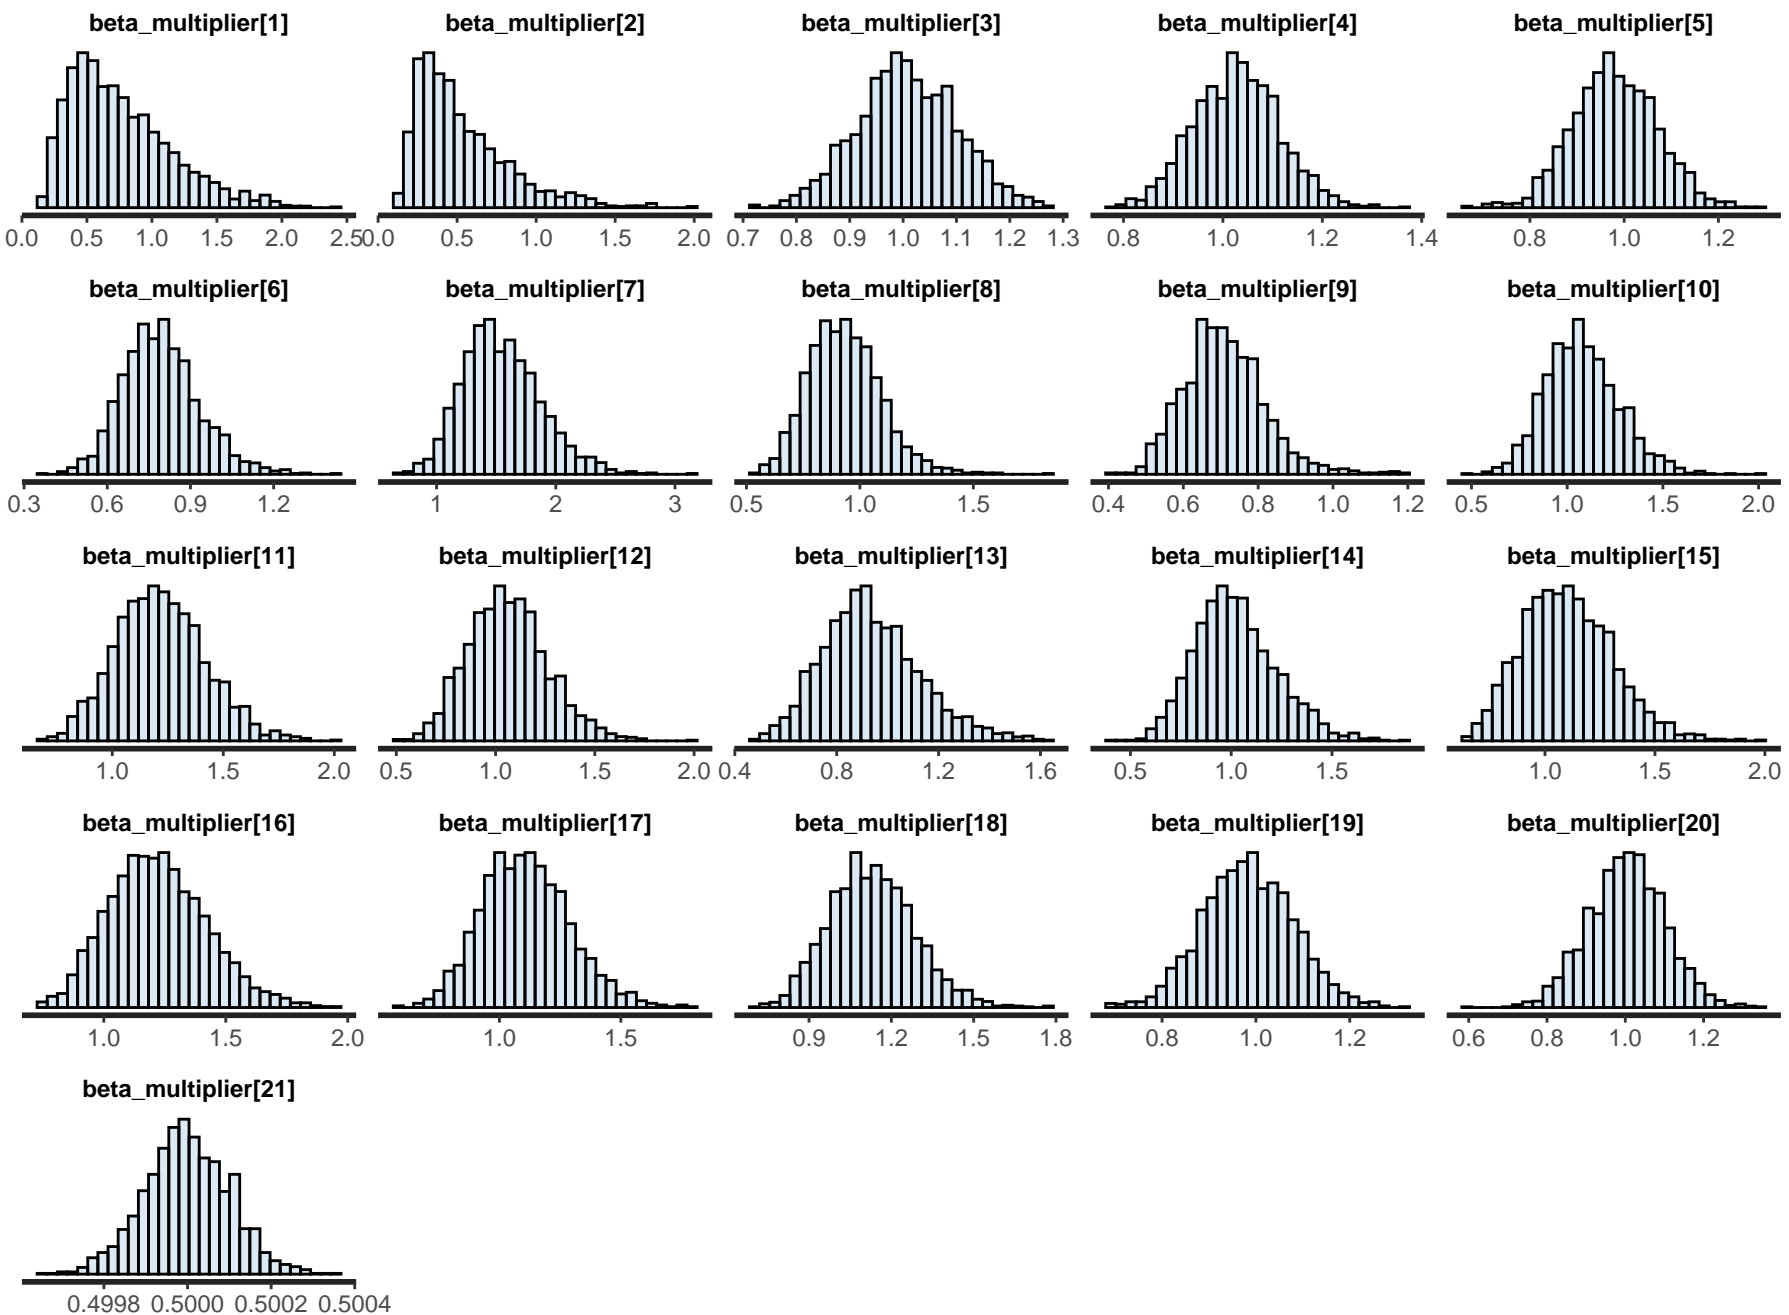 beta_multiplier[1] beta_multiplier[2] beta_multiplier[3] beta_multiplier[4] beta_multiplier[5]
0.0 0.5 1.0 1.5 2.0 2.5 0.0 0.5 1.0 1.5 2.0 0.7 0.8 0.9 1.0 1.1 1.2 1.3 0.8 1.0 1.2 1.4 0.8 1.0 1.2
beta_multiplier[6] beta_multiplier[7] beta_multiplier[8] beta_multiplier[9] beta_multiplier[10]
0.3 0.6 0.9 1.2 1 2 3 0.5 1.0 1.5 0.4 0.6 0.8 1.0 1.2 0.5 1.0 1.5 2.0
beta_multiplier[11] beta_multiplier[12] beta_multiplier[13] beta_multiplier[14] beta_multiplier[15]
1.0 1.5 2.0 0.5 1.0 1.5 2.0 0.4 0.8 1.2 1.6 0.5 1.0 1.5 1.0 1.5 2.0
beta_multiplier[16] beta_multiplier[17] beta_multiplier[18] beta_multiplier[19] beta_multiplier[20]
1.0 1.5 2.0 1.0 1.5 0.9 1.2 1.5 1.8 0.8 1.0 1.2 0.6 0.8 1.0 1.2
beta_multiplier[21]
0.4998 0.5000 0.5002 0.5004